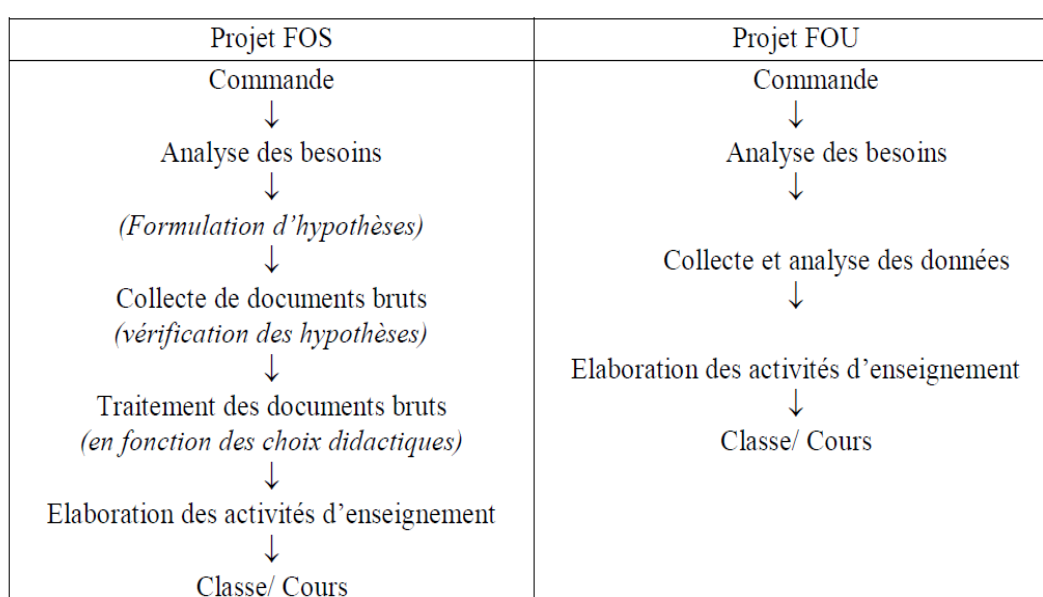 Projet FOS
Commande
↓
Analyse des besoins
↓
(Formulation d'hypothèses)
↓
Collecte de documents bruts
(vérification des hypothèses)
↓
Traitement des documents bruts
(en fonction des choix didactiques)
↓
Elaboration des activités d'enseignement
↓
Classe/ Cours
Projet FOU
Commande
↓
Analyse des besoins
↓
Collecte et analyse des données
↓
Elaboration des activités d'enseignement
↓
Classe/ Cours